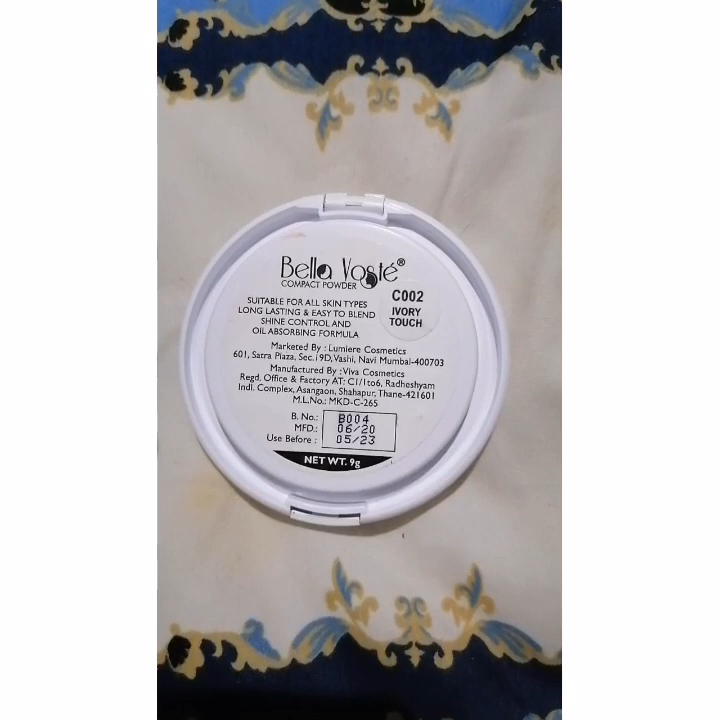 Bella Vosté®
COMPACT POWDER
C002
IVORY
TOUCH
SUITABLE FOR ALL SKIN TYPES
LONG LASTING & EASY TO BLEND
SHINE CONTROL AND
OIL ABSORBING FORMULA
Marketed By : Lumiere Cosmetics
601, Satra Plaza, Sec.19D, Vashi, Navi Mumbai-400703
Manufactured By : Viva Cosmetics
Regd. Office & Factory AT: C1/1to6, Radheshyam
Indl. Complex, Asangaon, Shahapur, Thane-421601
M.L.No.: MKD-C-265
B. No.: B004
MFD.: 06/20
Use Before : 05/23
NET WT. 9g